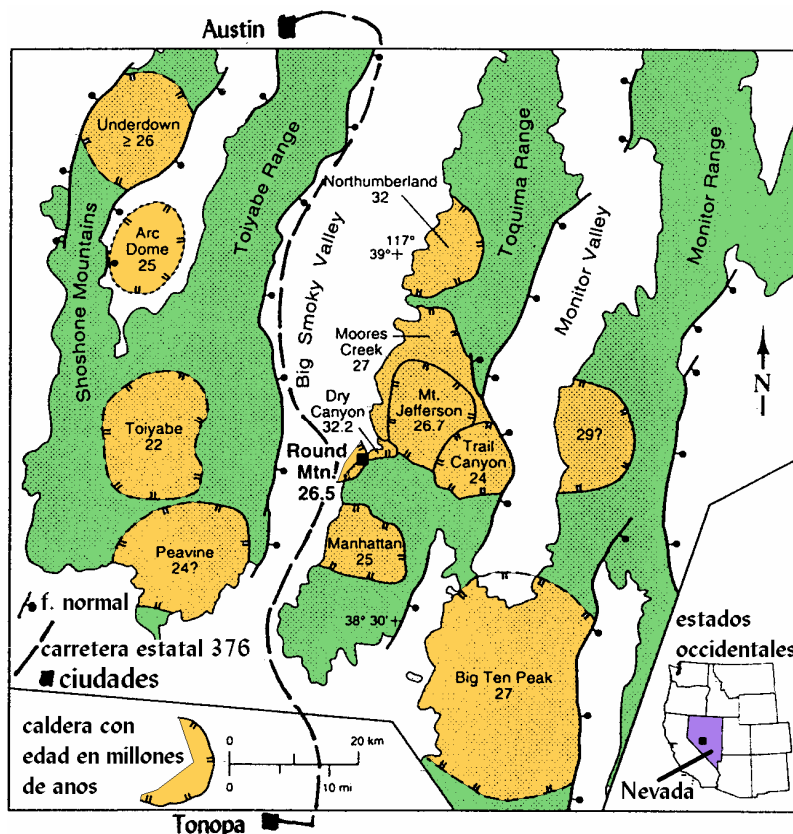 Austin
Underdown
≥ 26
Toiyabe Range
Toquima Range
Northumberland
32
Monitor Range
Arc
Dome
25
117°
39°+
Monitor Valley
Big Smoky Valley
Shoshone Mountains
Moores
Creek
27
N
Dry
Canyon
32.2
Mt.
Jefferson
26.7
Toiyabe
22
29?
Round
Mtn.
26.5
Trail
Canyon
24
Peavine
24?
Manhattan
25
f. normal
38° 30'+
estados
occidentales
carretera estatal 376
ciudades
Big Ten Peak
27
caldera con
edad en millones
de anos
0 20 km
0 10 mi
Nevada
Tonopa